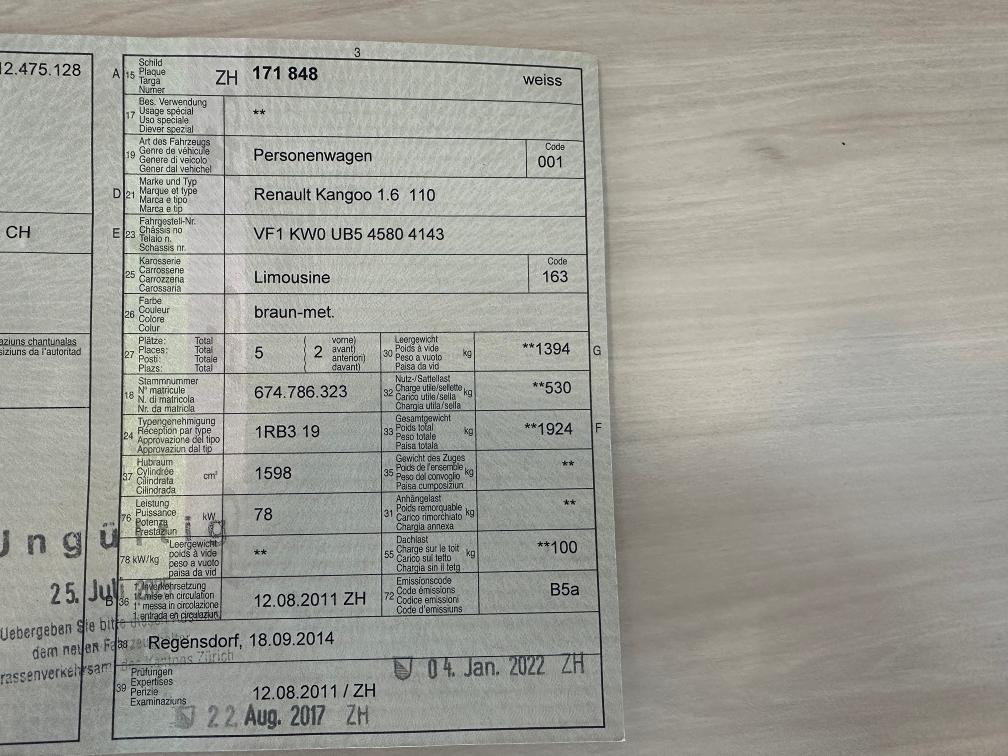 3
12.475.128
CH
aziuns chantunalas
siziuns da l'autoritad
A 15 Schild
Plaque
Targa
Numer
ZH 171 848 weiss
17 Bes. Verwendung
Usage spécial
Uso speciale
Diever spezial
**
19 Art des Fahrzeugs
Genre de véhicule
Genere di veicolo
Gener dal vehichel
Personenwagen
Code
001
D 21 Marke und Typ
Marque et type
Marca e tipo
Marca e tip
Renault Kangoo 1.6 110
E 23 Fahrgestell-Nr.
Châssis no
Telaio n.
Schassis nr.
VF1 KW0 UB5 4580 4143
25 Karosserie
Carrosserie
Carrozzeria
Carossaria
Limousine
Code
163
26 Farbe
Couleur
Colore
Colur
braun-met.
27 Plätze: Total
Places: Total
Posti: Totale
Plazs: Total
5 ( 2 vorne)
avant)
anteriori)
davant)
30 Leergewicht
Poids à vide
Peso a vuoto
Paisa da vid
kg
**1394 G
18 Stammnummer
N° matricule
N. di matricola
Nr. da matricla
674.786.323
32 Nutz-/Sattellast
Charge utile/sellette
Carico utile/sella
Chargia utila/sella
kg
**530
24 Typengenehmigung
Réception par type
Approvazione del tipo
Approvaziun dal tip
1RB3 19
33 Gesamtgewicht
Poids total
Peso totale
Paisa totala
kg
**1924 F
37 Hubraum
Cylindrée
Cilindrata
Cilindrada
cm³
1598
35 Gewicht des Zuges
Poids de l'ensemble
Peso del convoglio
Paisa cumposiziun
kg
**
76 Leistung
Puissance
Potenza
Prestaziun
kW
78
31 Anhängelast
Poids remorquable
Carico rimorchiato
Chargia annexa
kg
**
78 kW/kg Leergewicht
poids à vide
peso a vuoto
paisa da vid
**
55 Dachlast
Charge sur le toit
Carico sul tetto
Chargia sin il tetg
kg
**100
B 36 1. Inverkehrsetzung
1re mise en circulation
1a messa in circolazione
1. entrada en circulaziun
12.08.2011 ZH
72 Emissionscode
Code émissions
Codice emissioni
Code d'emissiuns
B5a
38 Regensdorf, 18.09.2014
39 Prüfungen
Expertises
Perizie
Examinaziuns
12.08.2011 / ZH
04. Jan. 2022 ZH
22. Aug. 2017 ZH
Ungültig
25. Juli
Uebergeben Sie bitte
dem neuen
Kantons Zürich